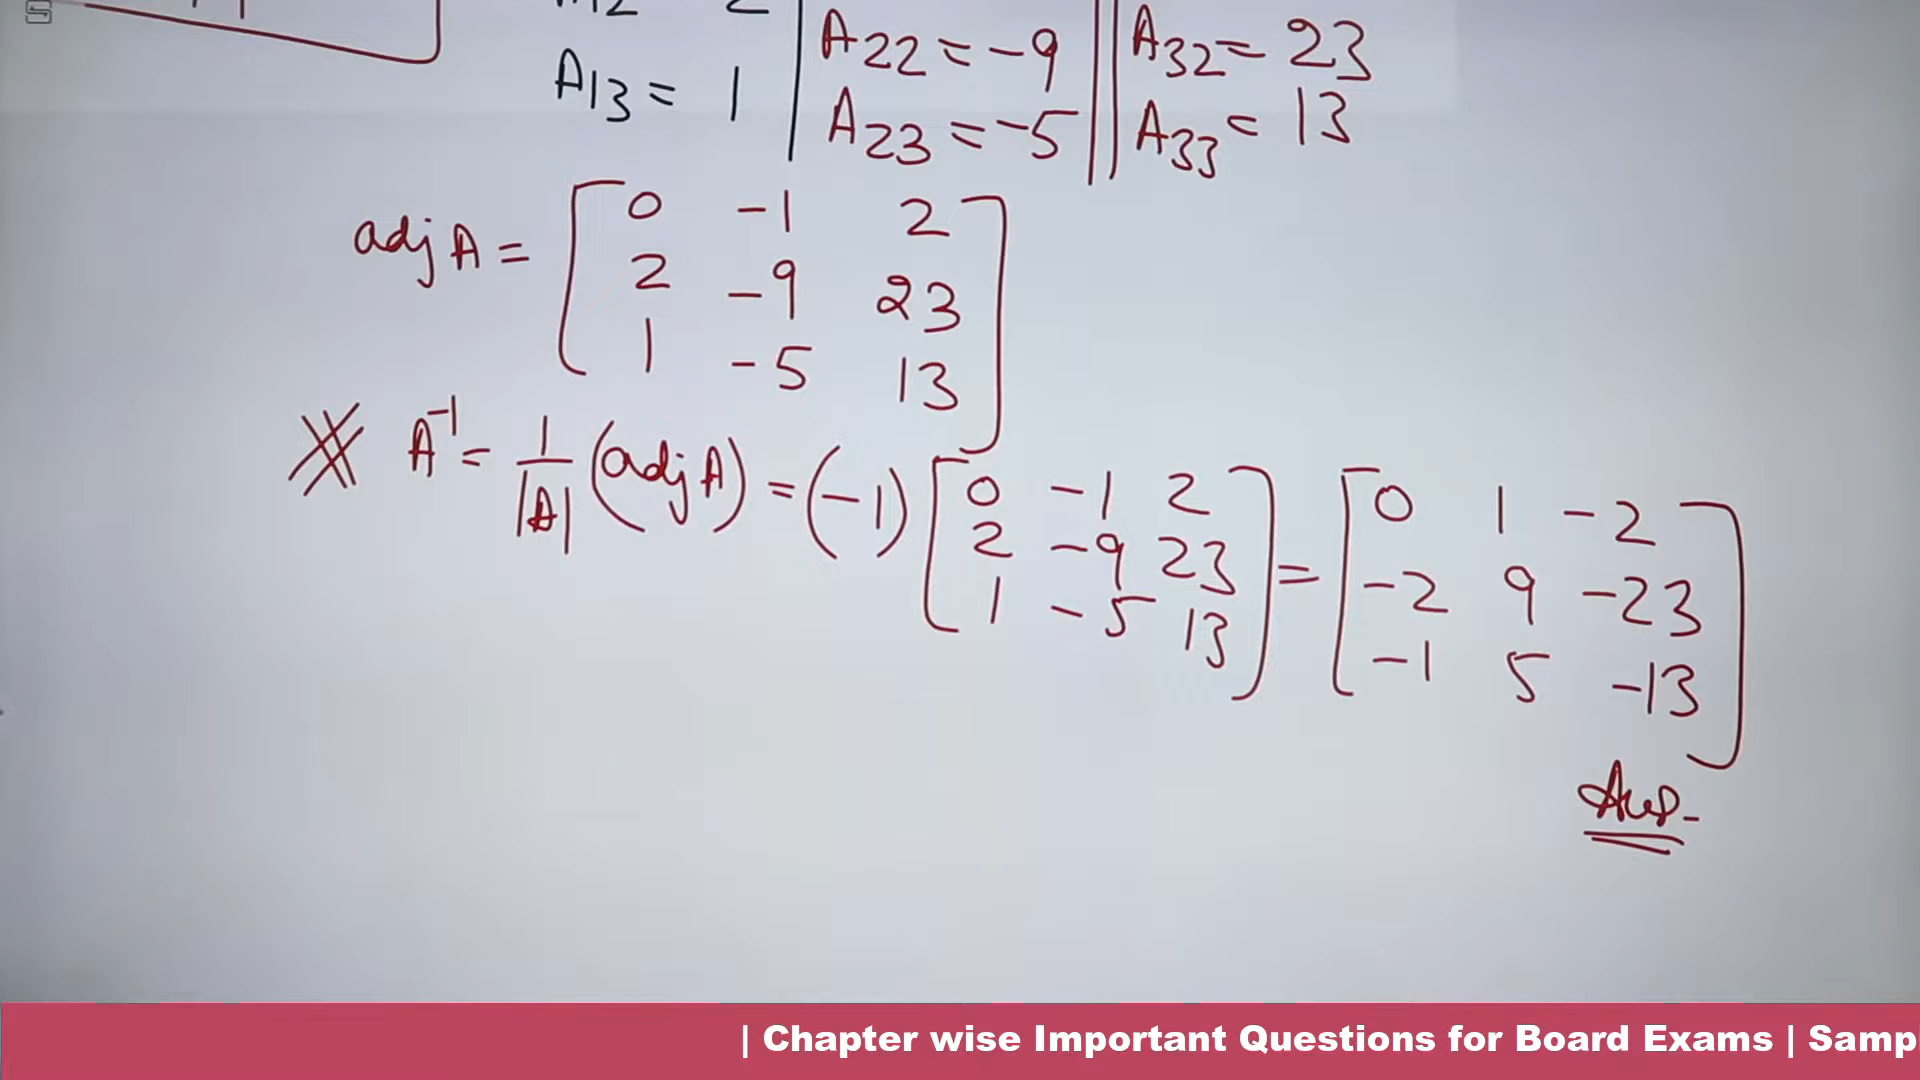 A22 = -9
A32 = 23
A13 = 1
A23 = -5
A33 = 13
adj A = [0 -1 2
2 -9 23
1 -5 13]
A⁻¹ = 1/|A| (adj A) = (-1) [0 -1 2 = [0 1 -2
2 -9 23 -2 9 -23
1 -5 13] -1 5 -13]
Ans-
| Chapter wise Important Questions for Board Exams | Samp